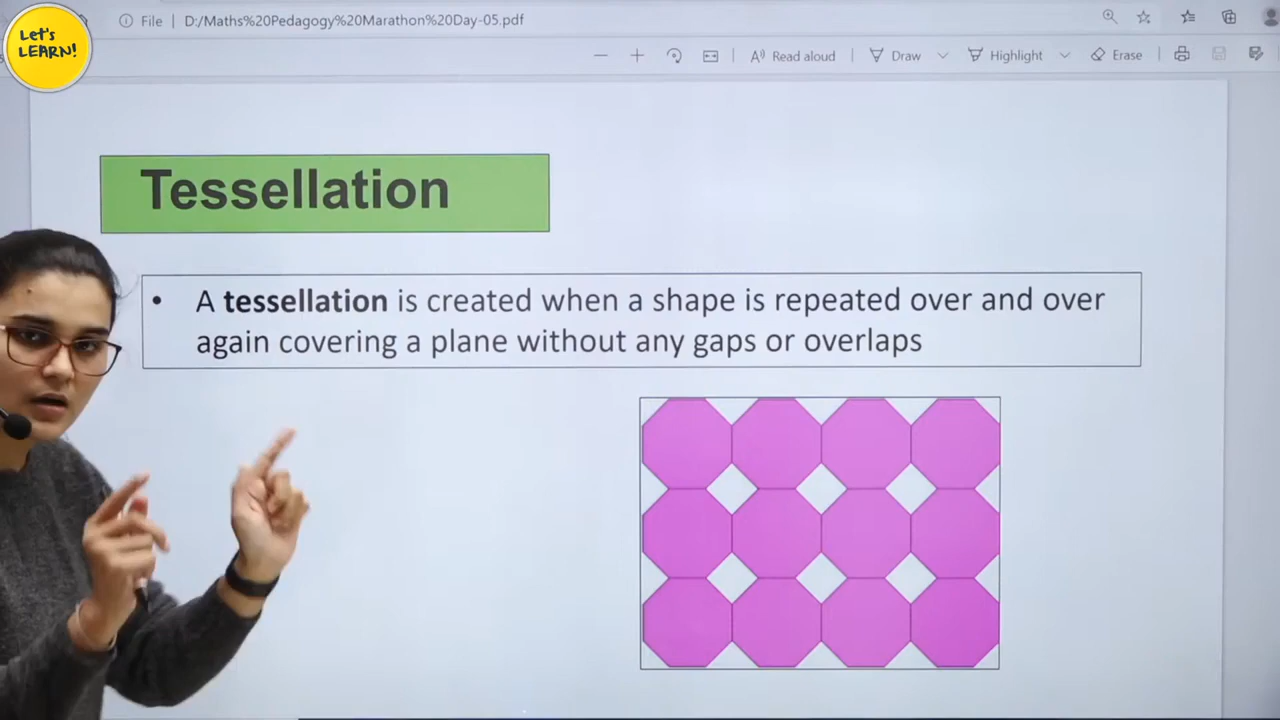 Let's
LEARN!
File
D:/Maths%20Pedagogy%20Marathon%20Day-05.pdf
Read aloud
Draw
Highlight
Erase
Tessellation
• A tessellation is created when a shape is repeated over and over
again covering a plane without any gaps or overlaps